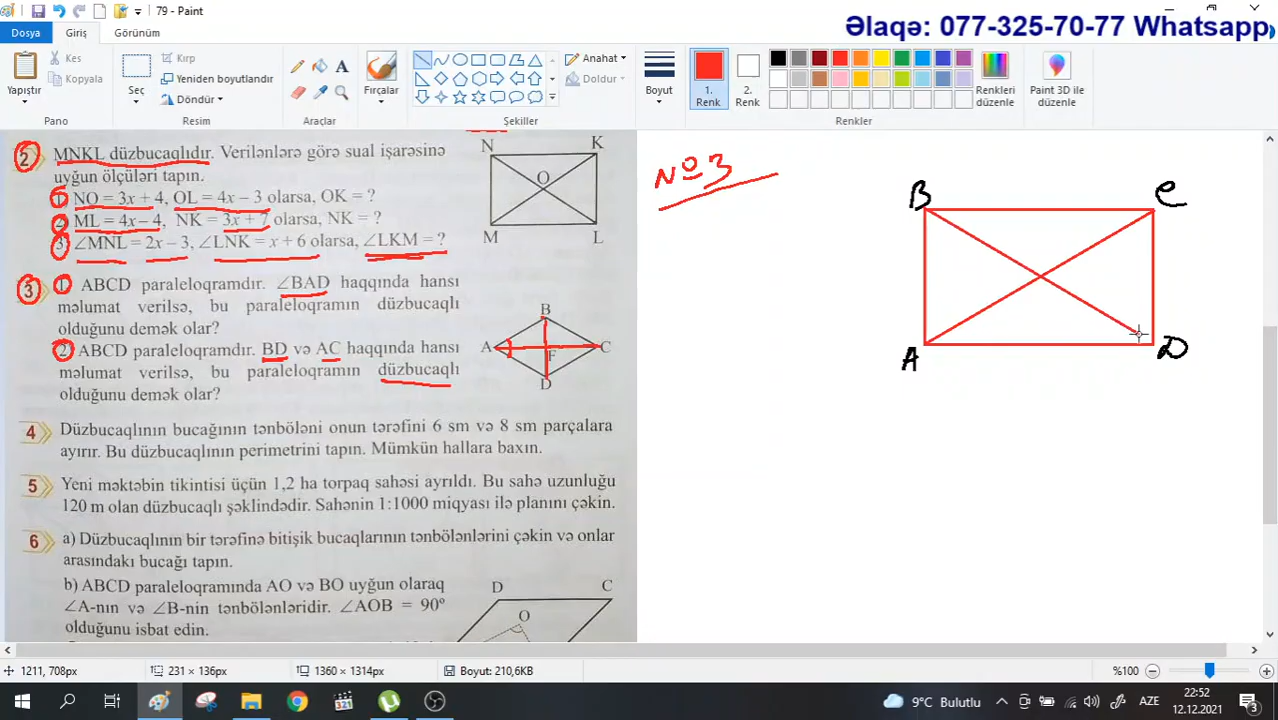 79 - Paint
Əlaqə: 077-325-70-77 Whatsapp
Dosya
Giriş
Görünüm
Yapıştır
Kes
Kopyala
Pano
Seç
Kırp
Yeniden boyutlandır
Döndür
Resim
Araçlar
Fırçalar
Anahat
Doldur
Şekiller
Boyut
1. Renk
2. Renk
Renkler
Renkleri düzenle
Paint 3D ile düzenle
2 MNKL düzbucaqlıdır. Verilənlərə görə sual işarəsinə
uyğun ölçüləri tapın.
1. NO = 3x + 4, OL = 4x – 3 olarsa, OK = ?
2. ML = 4x – 4, NK = 3x + 7 olarsa, NK = ?
3) ∠MNL = 2x – 3, ∠LNK = x + 6 olarsa, ∠LKM = ?
N K
O
M L
3 1. ABCD paraleloqramdır. ∠BAD haqqında hansı
məlumat verilsə, bu paraleloqramın düzbucaqlı
olduğunu demək olar?
2. ABCD paraleloqramdır. BD və AC haqqında hansı
məlumat verilsə, bu paraleloqramın düzbucaqlı
olduğunu demək olar?
B
A C
F
D
4 Düzbucaqlının bucağının tənböləni onun tərəfini 6 sm və 8 sm parçalara
ayırır. Bu düzbucaqlının perimetrini tapın. Mümkün hallara baxın.
5 Yeni məktəbin tikintisi üçün 1,2 ha torpaq sahəsi ayrıldı. Bu sahə uzunluğu
120 m olan düzbucaqlı şəklindədir. Sahənin 1:1000 miqyası ilə planını çəkin.
6 a) Düzbucaqlının bir tərəfinə bitişik bucaqlarının tənbölənlərini çəkin və onlar
arasındakı bucağı tapın.
b) ABCD paraleloqramında AO və BO uyğun olaraq
∠A-nın və ∠B-nin tənbölənləridir. ∠AOB = 90°
olduğunu isbat edin.
D C
O
№3
B C
A D
1211, 708px
231 × 136px
1360 × 1314px
Boyut: 210,6KB
%100
9°C Bulutlu
AZE
22:52
12.12.2021
3